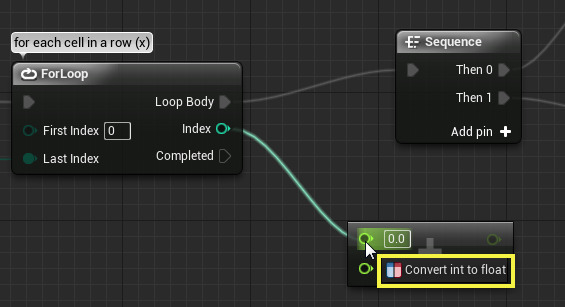 for each cell in a row (x)
ForLoop
Loop Body
First Index 0
Index
Last Index
Completed
Sequence
Then 0
Then 1
Add pin +
0.0
Convert int to float